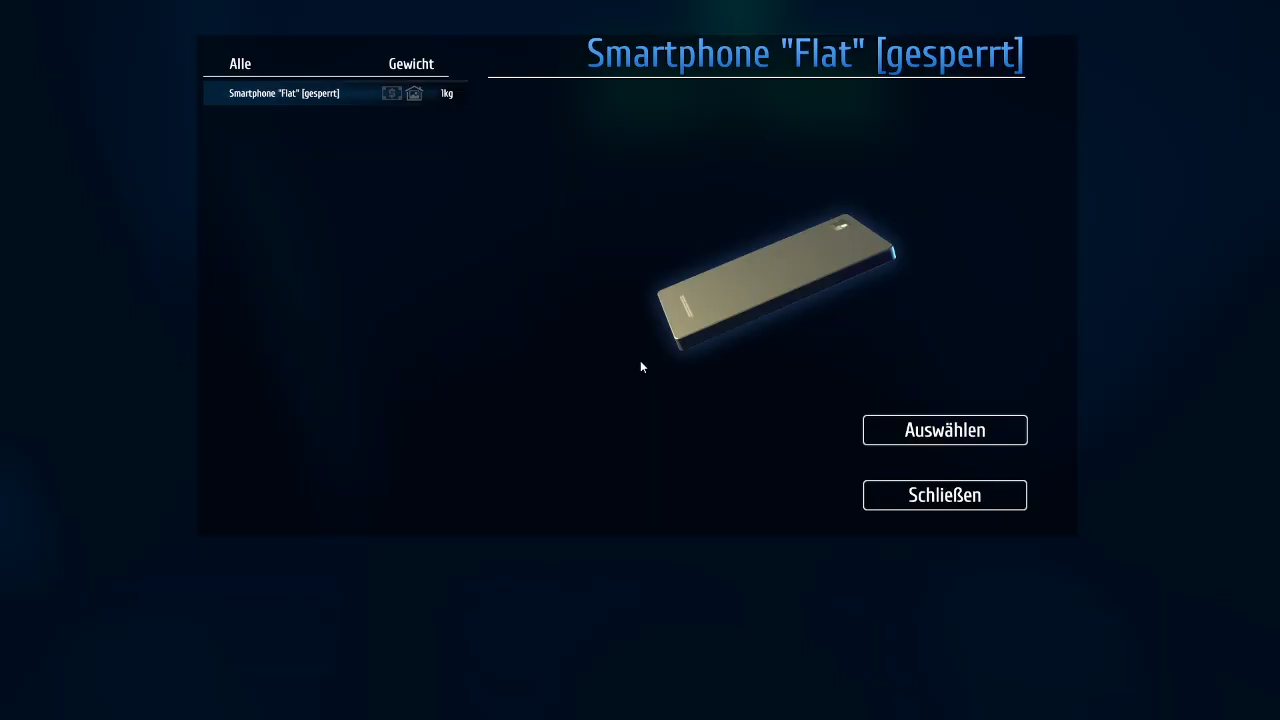 Smartphone "Flat" [gesperrt]
Alle Gewicht
Smartphone "Flat" [gesperrt] 1kg
Auswählen
Schließen